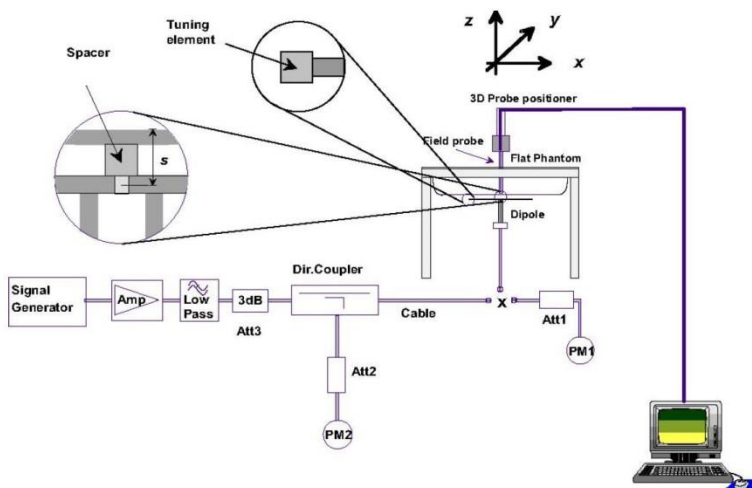 Tuning
element
Spacer
s
z
y
x
3D Probe positioner
Field probe
Flat Phantom
Dipole
Signal
Generator
Amp
Low
Pass
3dB
Att3
Dir.Coupler
Cable
x
Att1
PM1
Att2
PM2